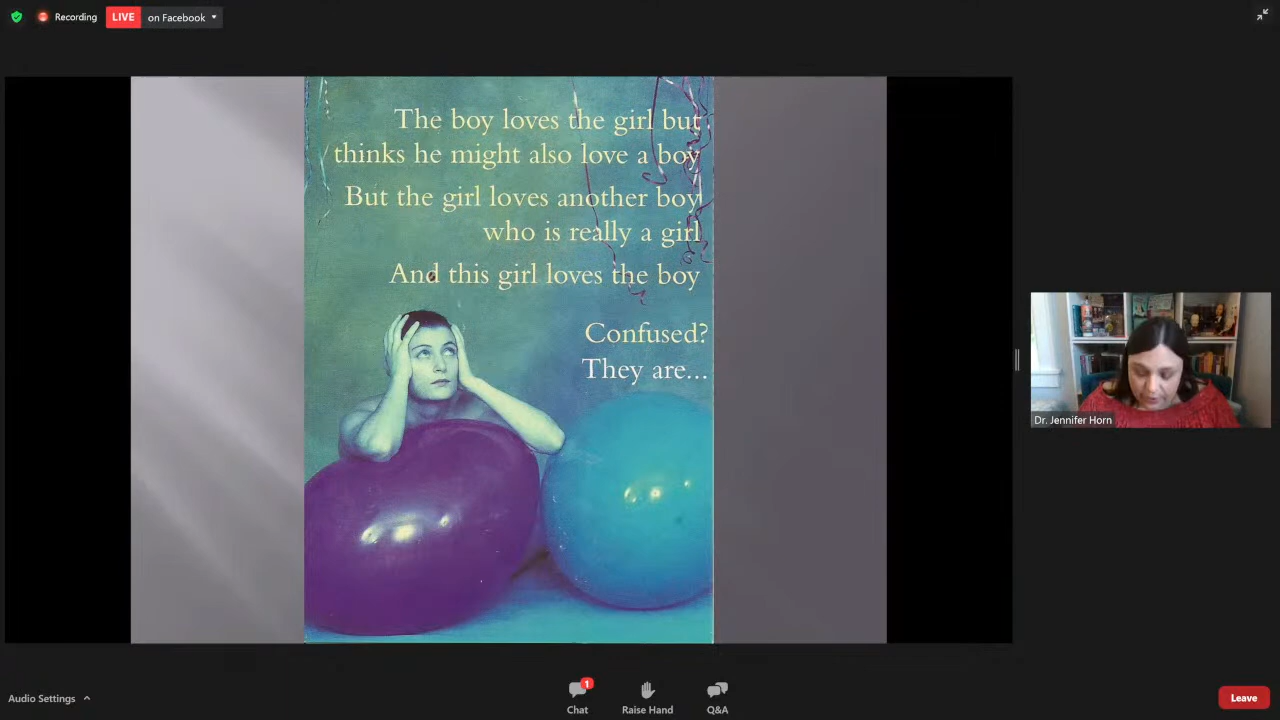 Recording
LIVE on Facebook
The boy loves the girl but
thinks he might also love a boy
But the girl loves another boy
who is really a girl
And this girl loves the boy
Confused?
They are...
Dr. Jennifer Horn
Audio Settings
1
Chat
Raise Hand
Q&A
Leave